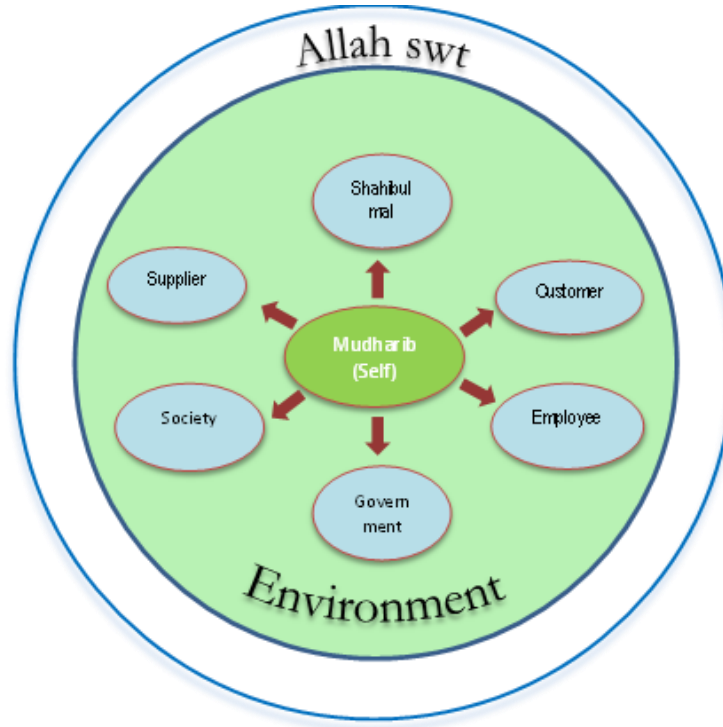 Allah swt
Shahibul
mal
Supplier
Customer
Mudharib
(Self)
Society
Employee
Govern
ment
Environment